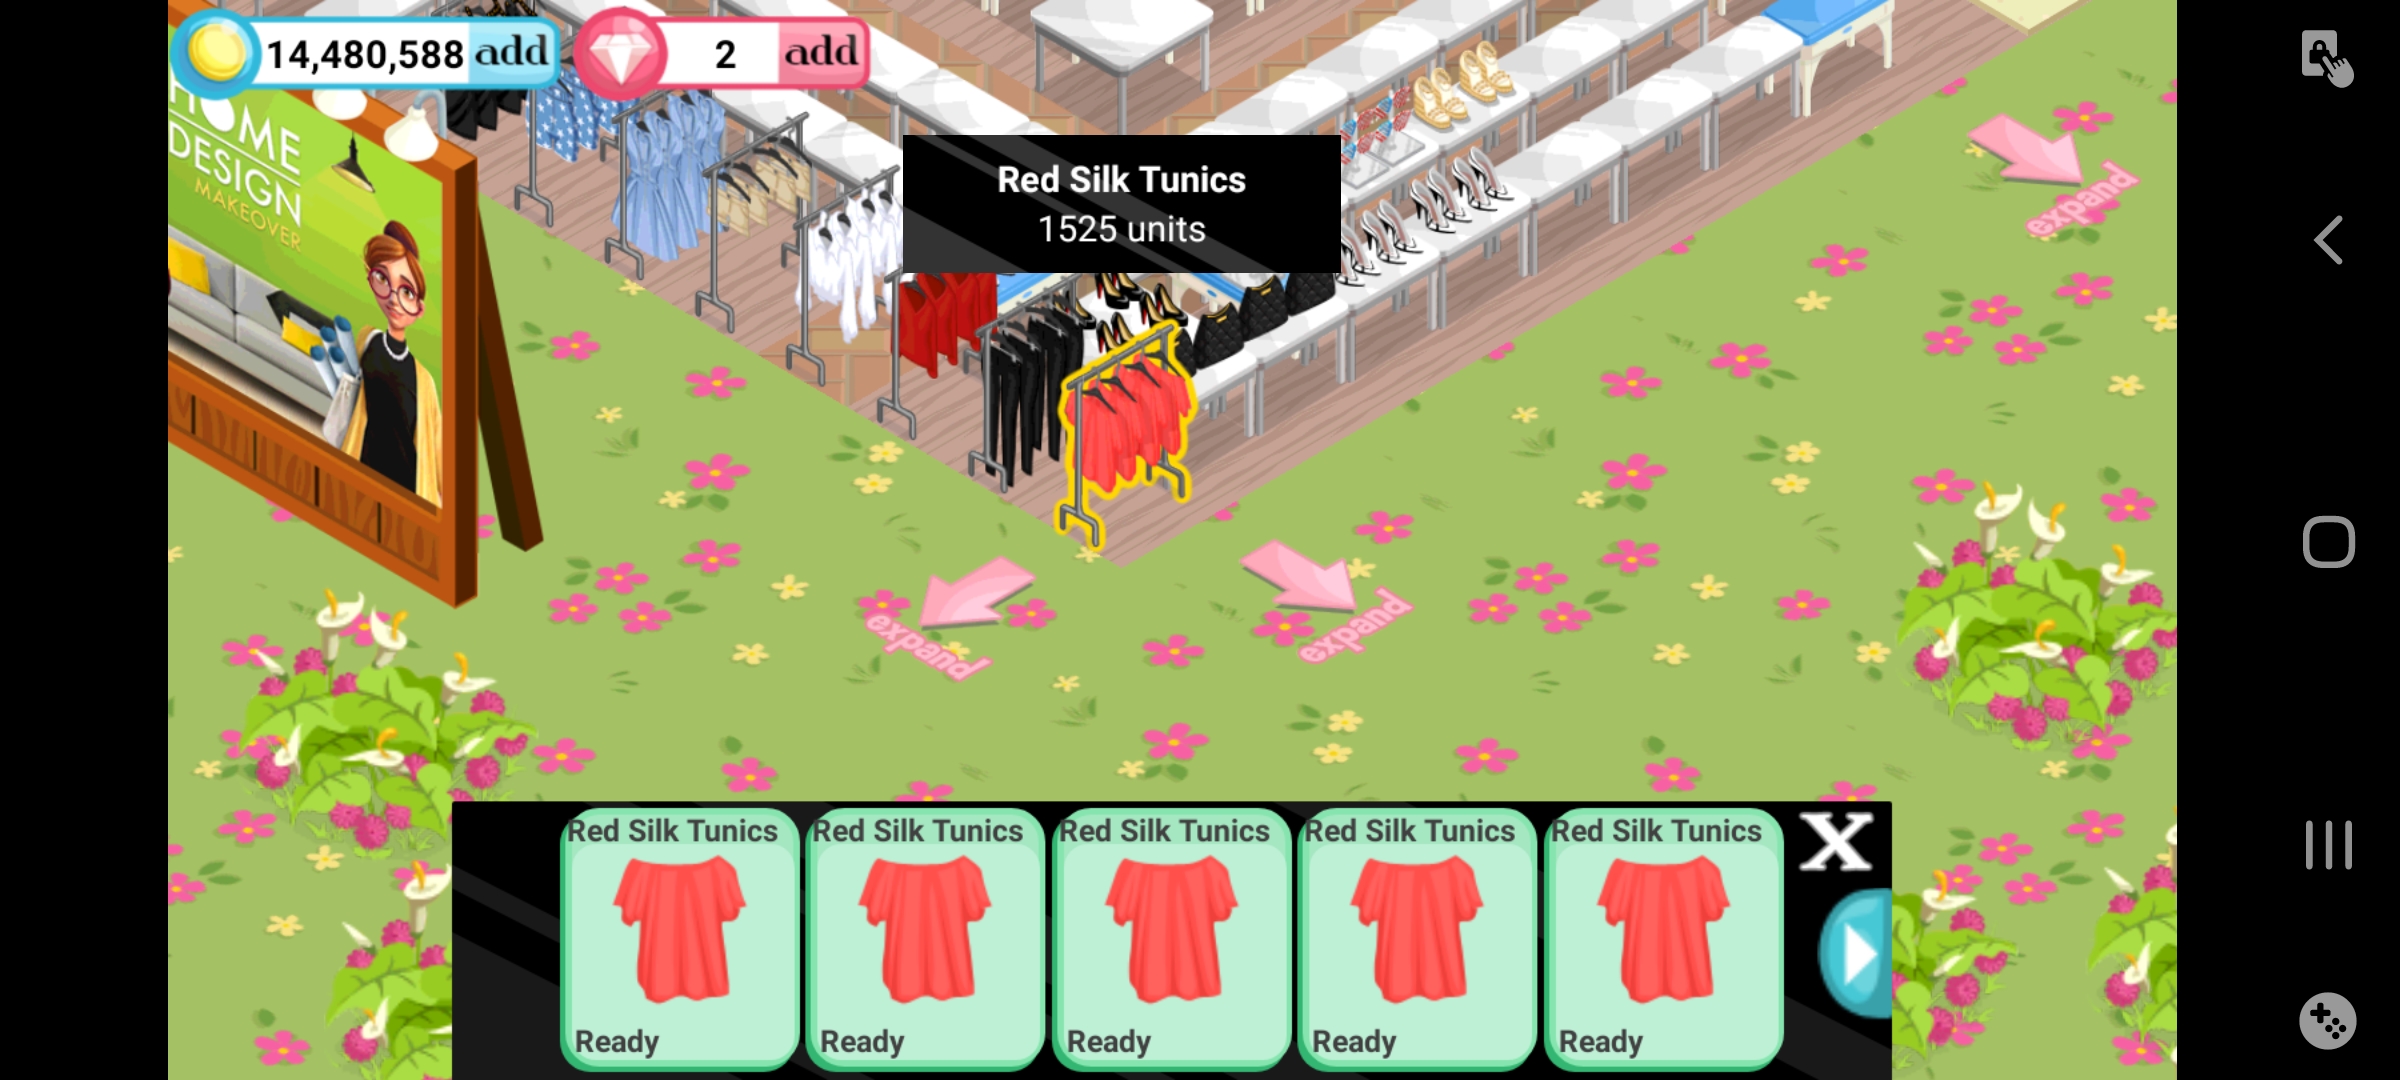 14,480,588 add
2 add
HOME
DESIGN
MAKEOVER
Red Silk Tunics
1525 units
expand
expand
expand
Red Silk Tunics
Ready
Red Silk Tunics
Ready
Red Silk Tunics
Ready
Red Silk Tunics
Ready
Red Silk Tunics
Ready
X